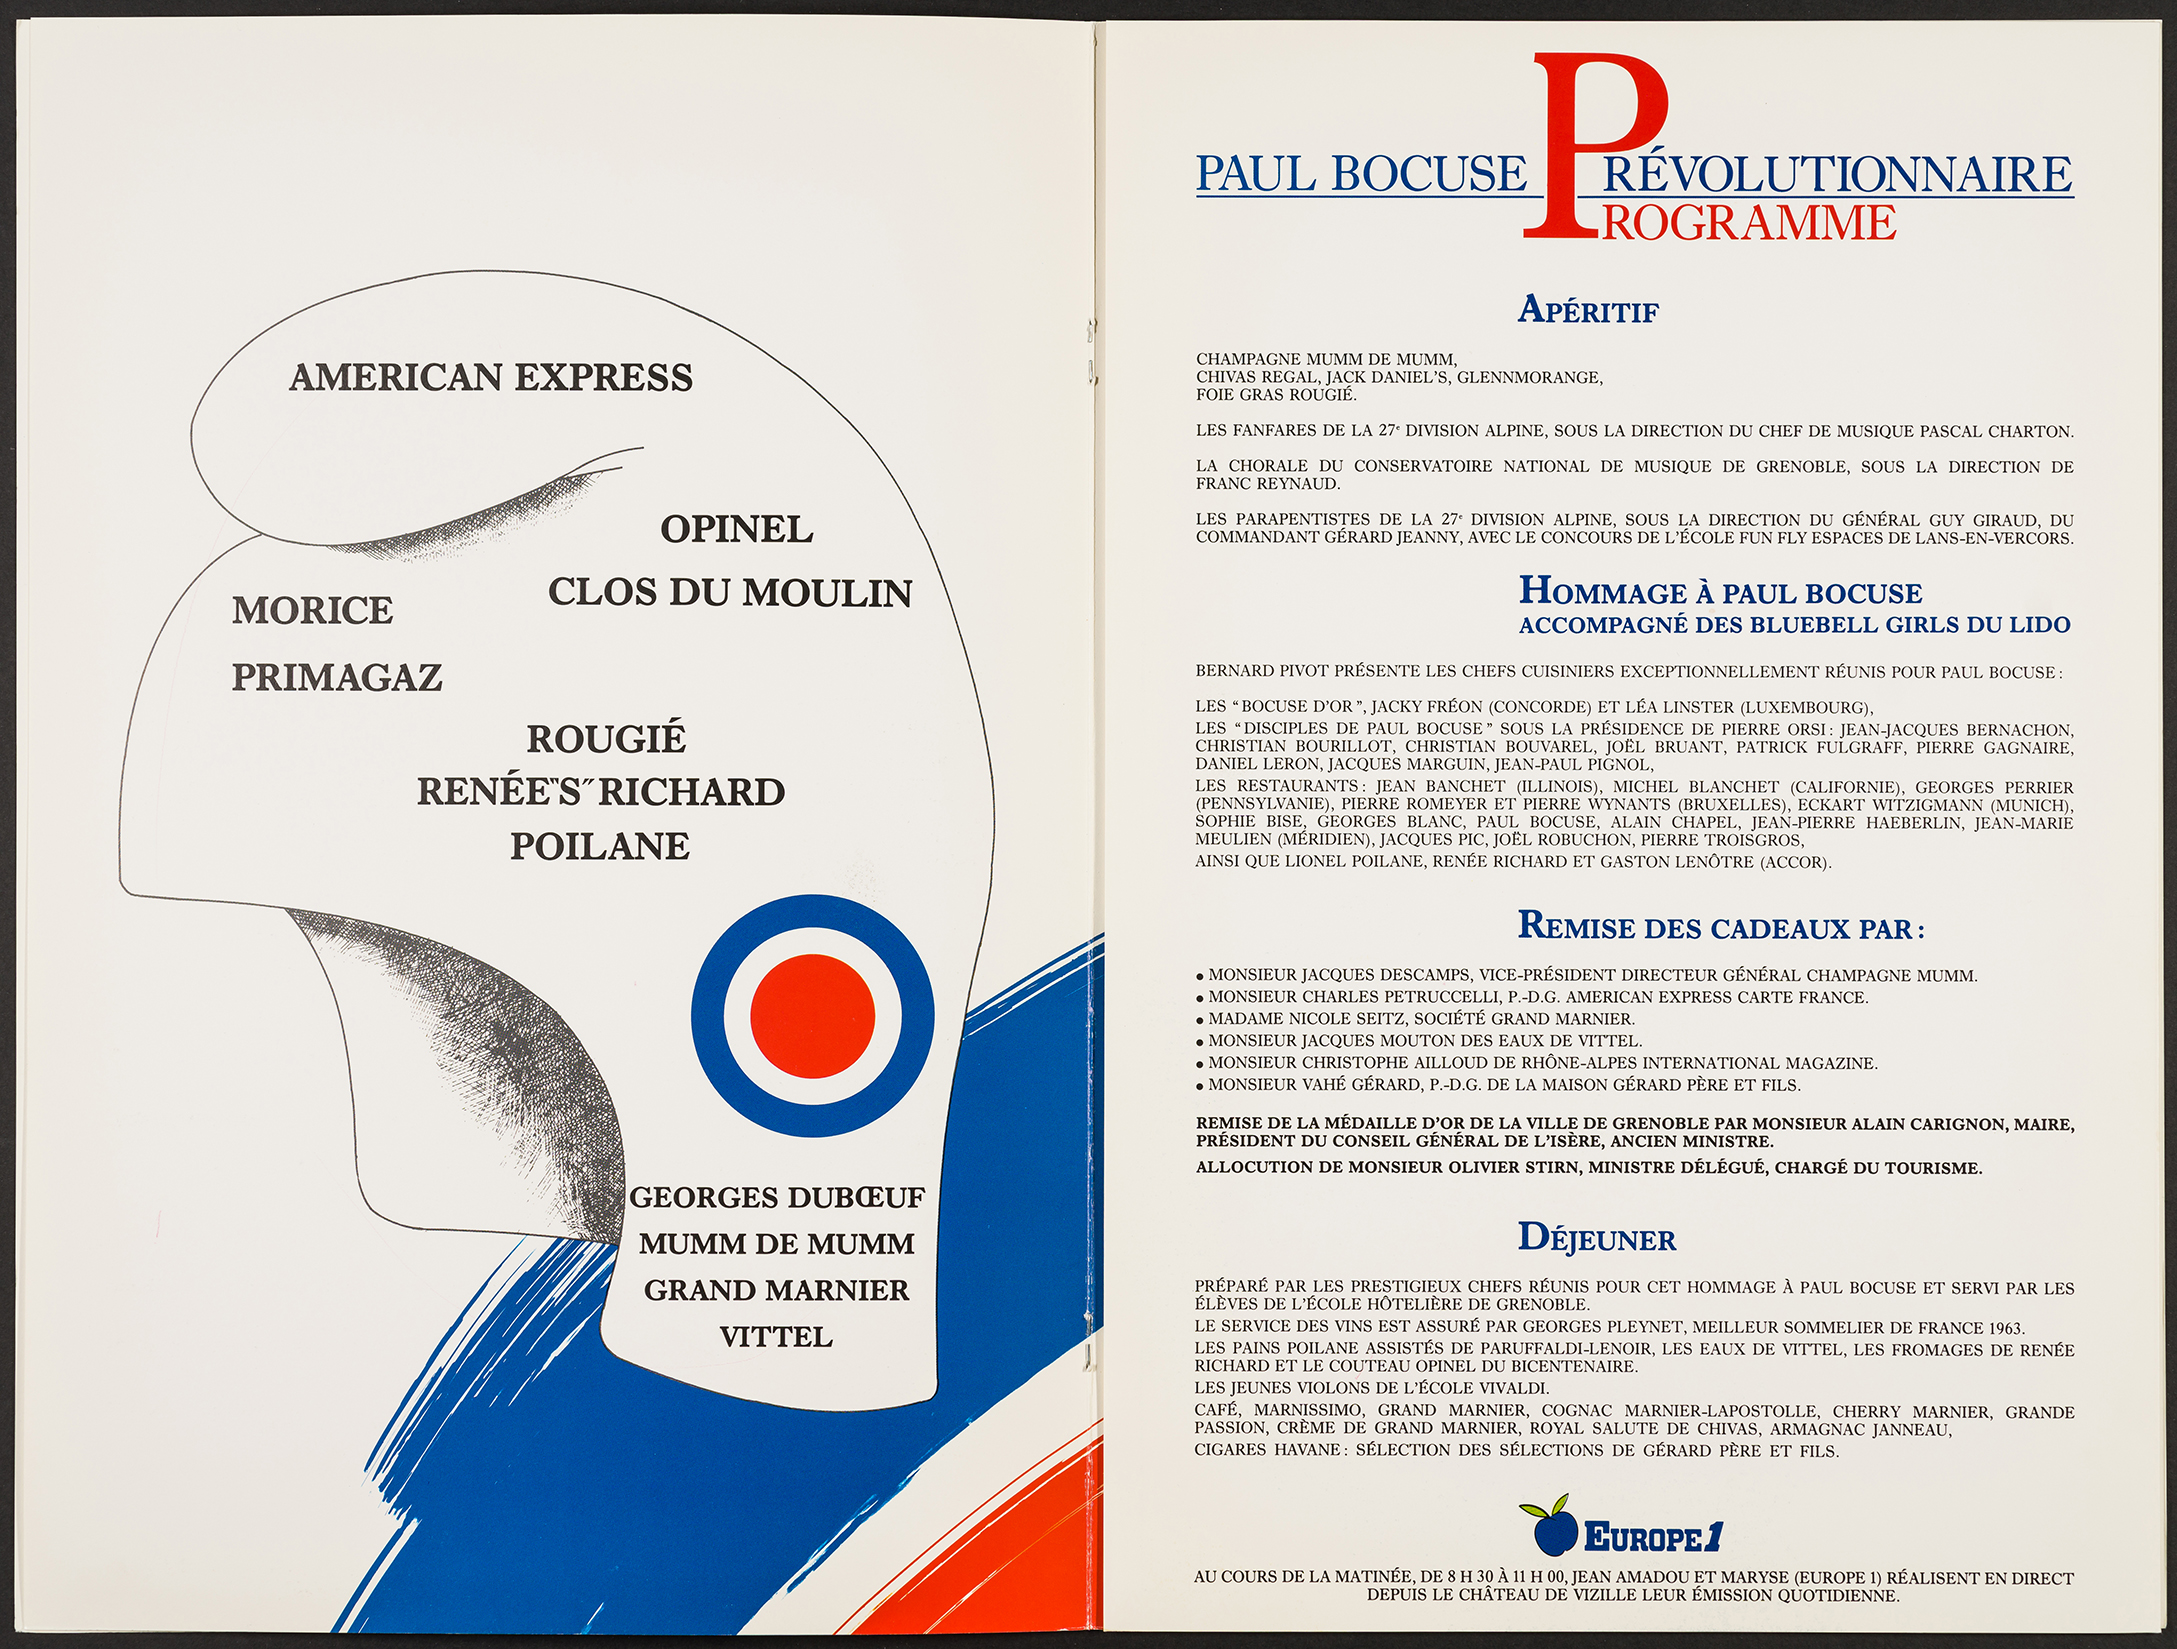 AMERICAN EXPRESS
OPINEL
CLOS DU MOULIN
MORICE
PRIMAGAZ
ROUGIÉ
RENÉE"S" RICHARD
POILANE
GEORGES DUBŒUF
MUMM DE MUMM
GRAND MARNIER
VITTEL
PAUL BOCUSE RÉVOLUTIONNAIRE
PROGRAMME
APÉRITIF
CHAMPAGNE MUMM DE MUMM,
CHIVAS REGAL, JACK DANIEL'S, GLENNMORANGE,
FOIE GRAS ROUGIÉ.
LES FANFARES DE LA 27e DIVISION ALPINE, SOUS LA DIRECTION DU CHEF DE MUSIQUE PASCAL CHARTON.
LA CHORALE DU CONSERVATOIRE NATIONAL DE MUSIQUE DE GRENOBLE, SOUS LA DIRECTION DE
FRANC REYNAUD.
LES PARAPENTISTES DE LA 27e DIVISION ALPINE, SOUS LA DIRECTION DU GÉNÉRAL GUY GIRAUD, DU
COMMANDANT GÉRARD JEANNY, AVEC LE CONCOURS DE L'ÉCOLE FUN FLY ESPACES DE LANS-EN-VERCORS.
HOMMAGE À PAUL BOCUSE
ACCOMPAGNÉ DES BLUEBELL GIRLS DU LIDO
BERNARD PIVOT PRÉSENTE LES CHEFS CUISINIERS EXCEPTIONNELLEMENT RÉUNIS POUR PAUL BOCUSE :
LES "BOCUSE D'OR", JACKY FRÉON (CONCORDE) ET LÉA LINSTER (LUXEMBOURG),
LES "DISCIPLES DE PAUL BOCUSE" SOUS LA PRÉSIDENCE DE PIERRE ORSI : JEAN-JACQUES BERNACHON,
CHRISTIAN BOURILLOT, CHRISTIAN BOUVAREL, JOËL BRUANT, PATRICK FULGRAFF, PIERRE GAGNAIRE,
DANIEL LERON, JACQUES MARGUIN, JEAN-PAUL PIGNOL,
LES RESTAURANTS : JEAN BANCHET (ILLINOIS), MICHEL BLANCHET (CALIFORNIE), GEORGES PERRIER
(PENNSYLVANIE), PIERRE ROMEYER ET PIERRE WYNANTS (BRUXELLES), ECKART WITZIGMANN (MUNICH),
SOPHIE BISE, GEORGES BLANC, PAUL BOCUSE, ALAIN CHAPEL, JEAN-PIERRE HAEBERLIN, JEAN-MARIE
MEULIEN (MÉRIDIEN), JACQUES PIC, JOËL ROBUCHON, PIERRE TROISGROS,
AINSI QUE LIONEL POILANE, RENÉE RICHARD ET GASTON LENÔTRE (ACCOR).
REMISE DES CADEAUX PAR :
• MONSIEUR JACQUES DESCAMPS, VICE-PRÉSIDENT DIRECTEUR GÉNÉRAL CHAMPAGNE MUMM.
• MONSIEUR CHARLES PETRUCCELLI, P.-D.G. AMERICAN EXPRESS CARTE FRANCE.
• MADAME NICOLE SEITZ, SOCIÉTÉ GRAND MARNIER.
• MONSIEUR JACQUES MOUTON DES EAUX DE VITTEL.
• MONSIEUR CHRISTOPHE AILLOUD DE RHÔNE-ALPES INTERNATIONAL MAGAZINE.
• MONSIEUR VAHÉ GÉRARD, P.-D.G. DE LA MAISON GÉRARD PÈRE ET FILS.
REMISE DE LA MÉDAILLE D'OR DE LA VILLE DE GRENOBLE PAR MONSIEUR ALAIN CARIGNON, MAIRE,
PRÉSIDENT DU CONSEIL GÉNÉRAL DE L'ISÈRE, ANCIEN MINISTRE.
ALLOCUTION DE MONSIEUR OLIVIER STIRN, MINISTRE DÉLÉGUÉ, CHARGÉ DU TOURISME.
DÉJEUNER
PRÉPARÉ PAR LES PRESTIGIEUX CHEFS RÉUNIS POUR CET HOMMAGE À PAUL BOCUSE ET SERVI PAR LES
ÉLÈVES DE L'ÉCOLE HÔTELIÈRE DE GRENOBLE.
LE SERVICE DES VINS EST ASSURÉ PAR GEORGES PLEYNET, MEILLEUR SOMMELIER DE FRANCE 1963.
LES PAINS POILANE ASSISTÉS DE PARUFFALDI-LENOIR, LES EAUX DE VITTEL, LES FROMAGES DE RENÉE
RICHARD ET LE COUTEAU OPINEL DU BICENTENAIRE.
LES JEUNES VIOLONS DE L'ÉCOLE VIVALDI.
CAFÉ, MARNISSIMO, GRAND MARNIER, COGNAC MARNIER-LAPOSTOLLE, CHERRY MARNIER, GRANDE
PASSION, CRÈME DE GRAND MARNIER, ROYAL SALUTE DE CHIVAS, ARMAGNAC JANNEAU,
CIGARES HAVANE : SÉLECTION DES SÉLECTIONS DE GÉRARD PÈRE ET FILS.
EUROPE 1
AU COURS DE LA MATINÉE, DE 8 H 30 À 11 H 00, JEAN AMADOU ET MARYSE (EUROPE 1) RÉALISENT EN DIRECT
DEPUIS LE CHÂTEAU DE VIZILLE LEUR ÉMISSION QUOTIDIENNE.